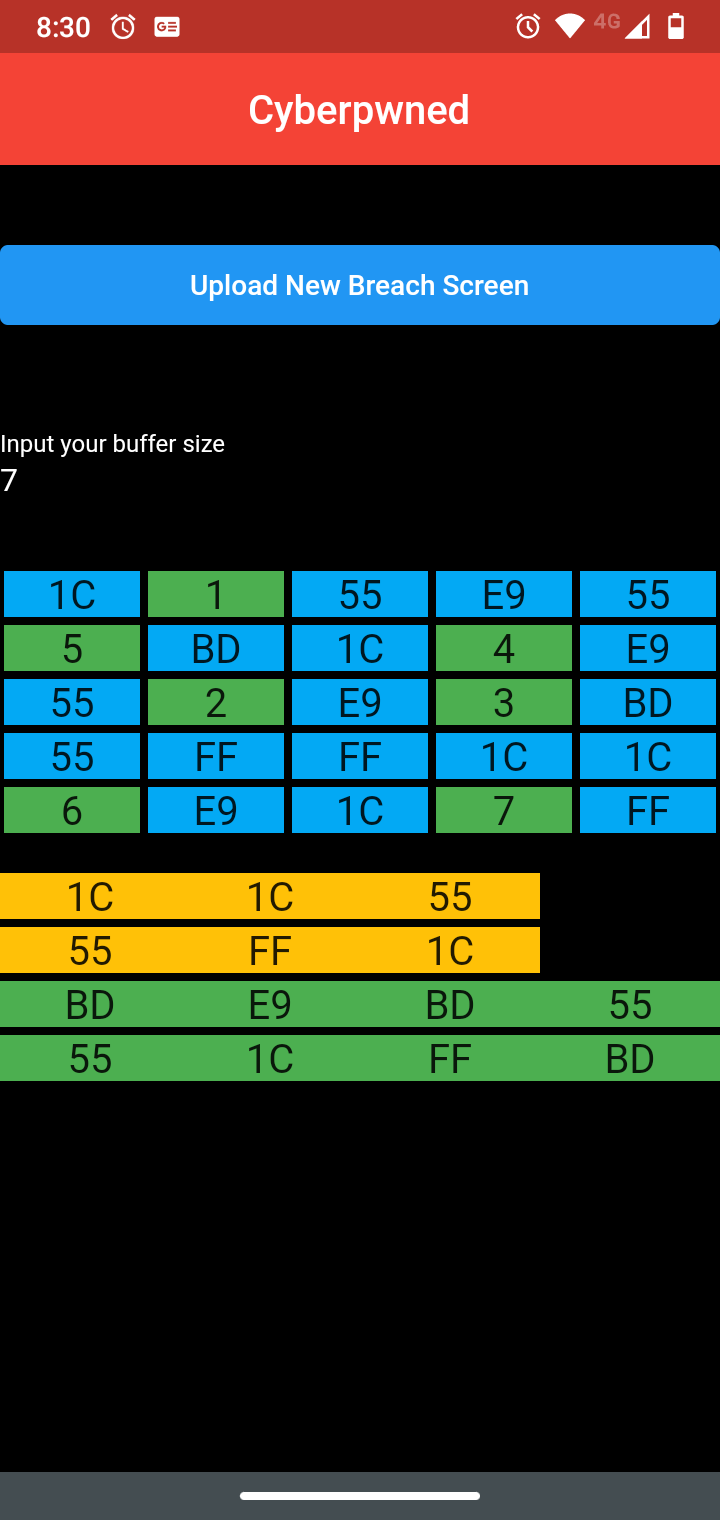 8:30 4G
Cyberpwned
Upload New Breach Screen
Input your buffer size
7
1C 1 55 E9 55
5 BD 1C 4 E9
55 2 E9 3 BD
55 FF FF 1C 1C
6 E9 1C 7 FF
1C 1C 55
55 FF 1C
BD E9 BD 55
55 1C FF BD